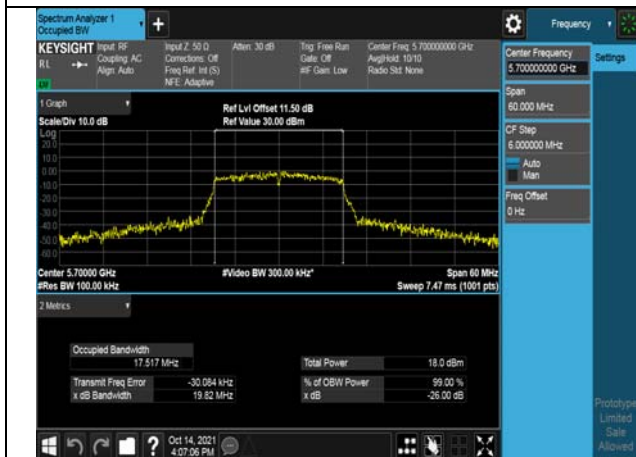 Spectrum Analyzer 1
Occupied BW
+
Frequency
KEYSIGHT
RL
Input: RF
Coupling: AC
Align: Auto
Input Z: 50 Ω
Corrections: Off
Freq Ref: Int (S)
NFE: Adaptive
Atten: 30 dB
Trig: Free Run
Gate: Off
#IF Gain: Low
Center Freq: 5.700000000 GHz
Avg|Hold: 10/10
Radio Std: None
Center Frequency
5.700000000 GHz
Settings
Span
60.000 MHz
CF Step
6.000000 MHz
Auto
Man
Freq Offset
0 Hz
1 Graph
Scale/Div 10.0 dB
Ref Lvl Offset 11.50 dB
Ref Value 30.00 dBm
Log
20.0
10.0
0.00
-10.0
-20.0
-30.0
-40.0
-50.0
-60.0
Center 5.70000 GHz
#Res BW 100.00 kHz
#Video BW 300.00 kHz*
Span 60 MHz
Sweep 7.47 ms (1001 pts)
2 Metrics
Occupied Bandwidth
17.517 MHz
Total Power 18.0 dBm
Transmit Freq Error -30.084 kHz
% of OBW Power 99.00 %
x dB Bandwidth 19.82 MHz
x dB -26.00 dB
Prototype
Limited
Sale
Allowed
?
Oct 14, 2021
4:07:06 PM